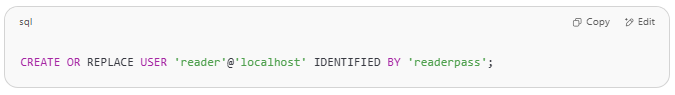 sql
Copy Edit
CREATE OR REPLACE USER 'reader'@'localhost' IDENTIFIED BY 'readerpass';